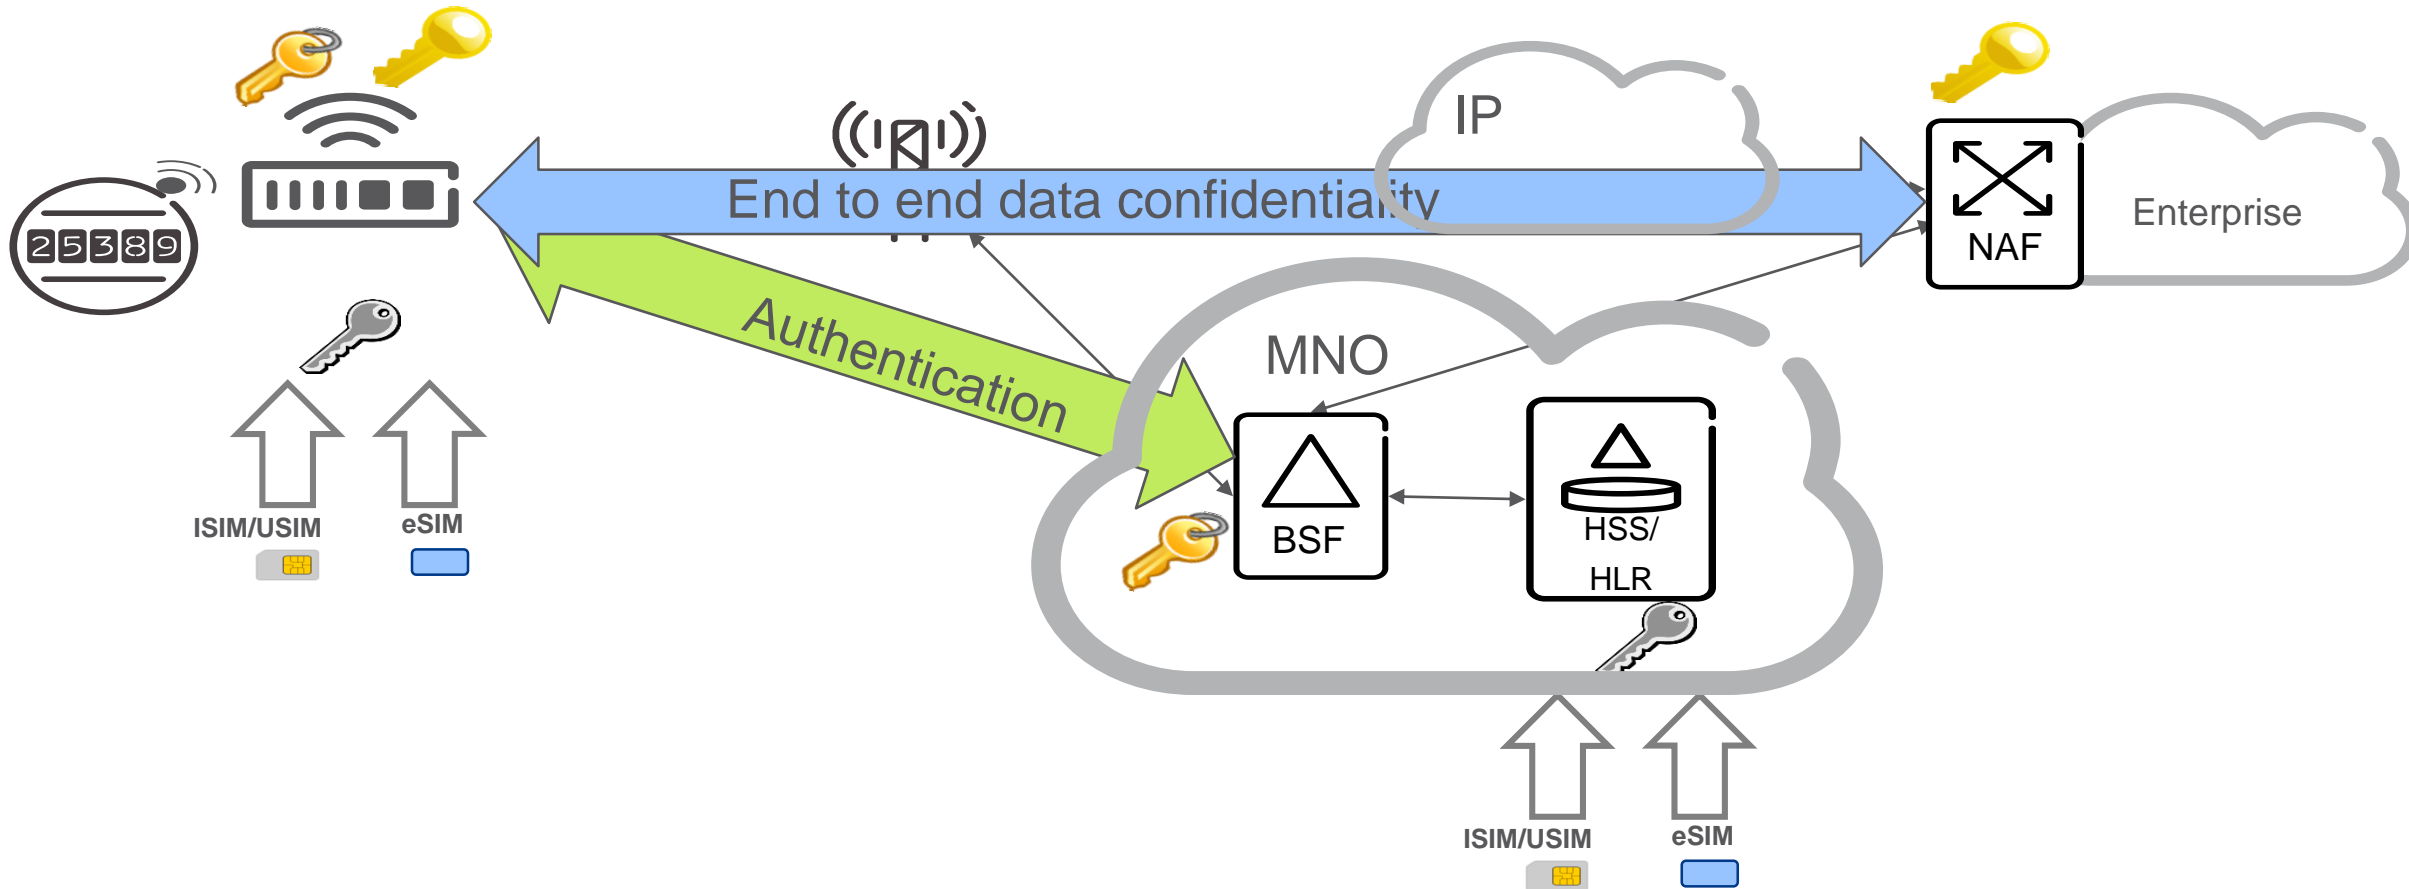 IP
End to end data confidentiality
Enterprise
NAF
25389
Authentication
MNO
BSF
HSS/
HLR
ISIM/USIM
eSIM
ISIM/USIM
eSIM